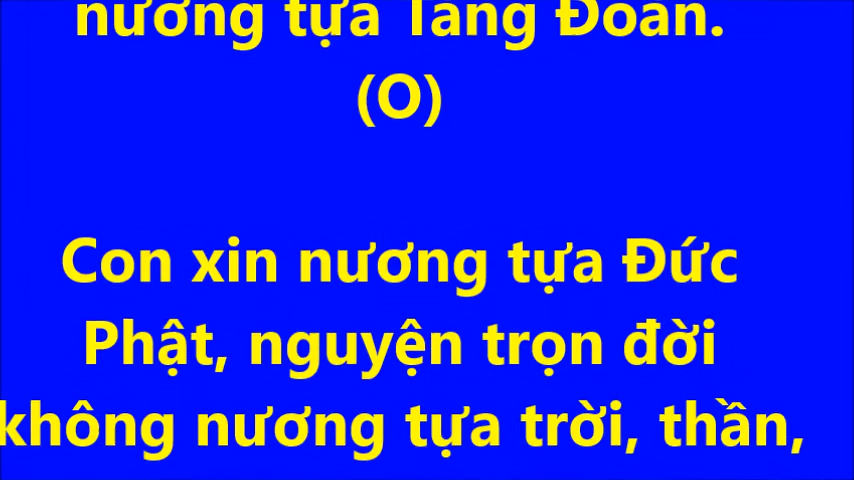 nương tựa Tăng Đoàn.
(O)
Con xin nương tựa Đức
Phật, nguyện trọn đời
không nương tựa trời, thần,